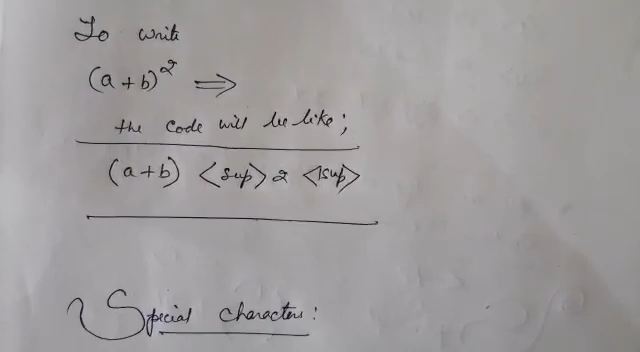 To write
(a+b)² ⇒
the code will be like;
(a+b) <sup>2 </sup>
Special characters: